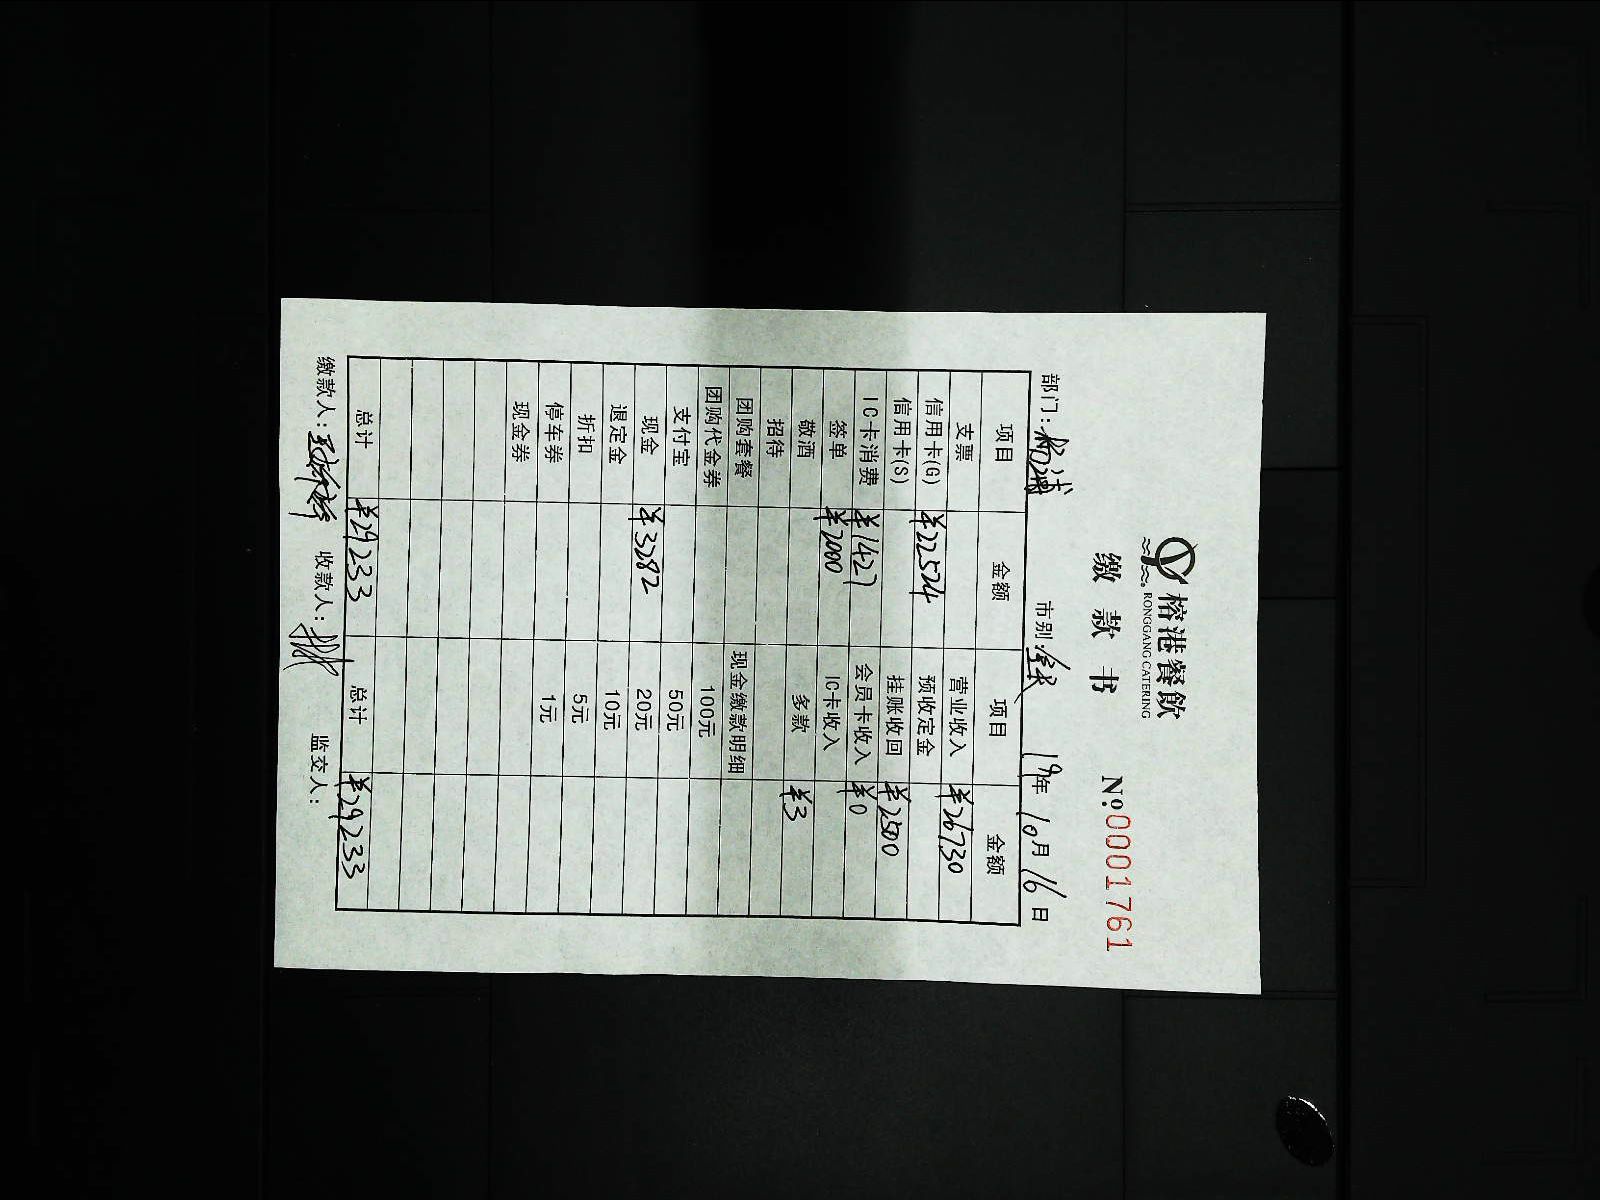 榕港餐飲
RONGGANG CATERING
缴款书 №:00001761
部门: 杨浦 市别: 全天 19年 10月 16日
项目 金额 项目 金额
支票 营业收入 ¥26730
信用卡(G) ¥22524 预收定金
信用卡(S) 挂账收回 ¥2500
IC卡消费 ¥1427 会员卡收入 ¥0
签单 ¥2000 IC卡收入
敬酒 多款 ¥3
招待
团购套餐 现金缴款明细
团购代金券 100元
支付宝 50元
现金 ¥3282 20元
退定金 10元
折扣 5元
停车券 1元
现金券
总计 ¥29233 总计 ¥29233
缴款人: 收款人: 监交人: